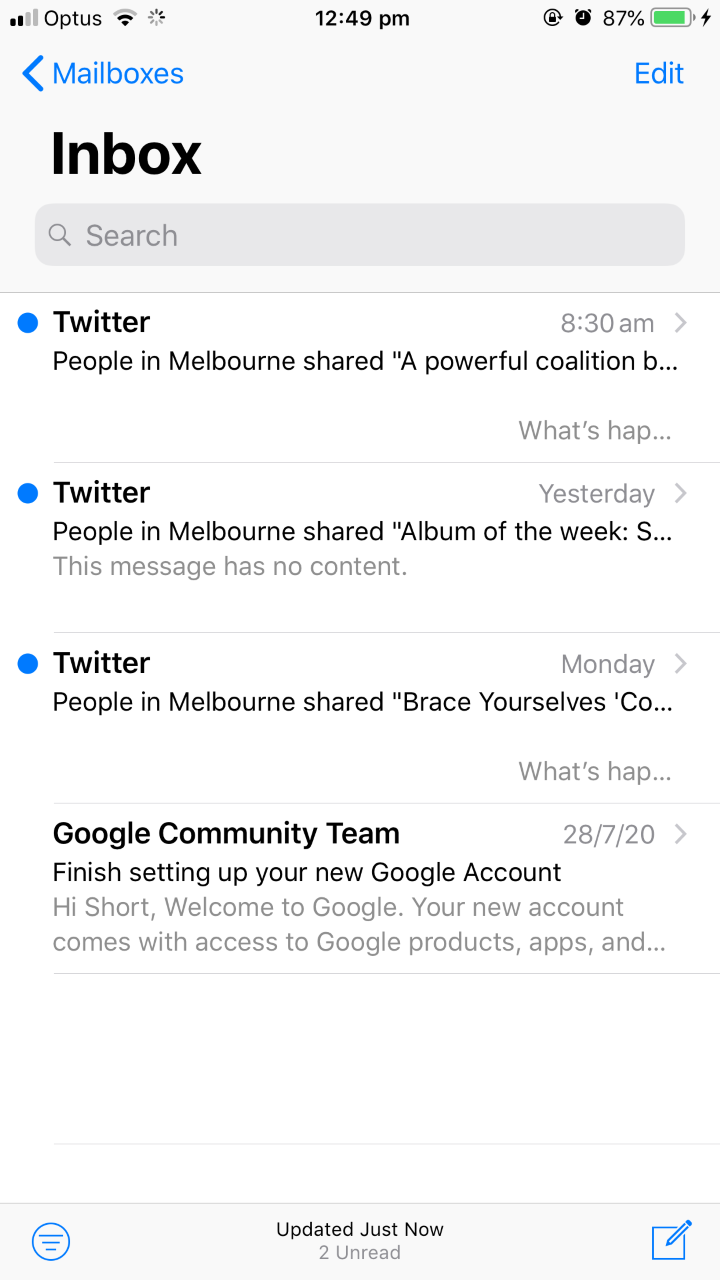 Optus 12:49 pm 87%
Mailboxes Edit
Inbox
Search
Twitter 8:30 am
People in Melbourne shared "A powerful coalition b...
What's hap...
Twitter Yesterday
People in Melbourne shared "Album of the week: S...
This message has no content.
Twitter Monday
People in Melbourne shared "Brace Yourselves 'Co...
What's hap...
Google Community Team 28/7/20
Finish setting up your new Google Account
Hi Short, Welcome to Google. Your new account
comes with access to Google products, apps, and...
Updated Just Now
2 Unread